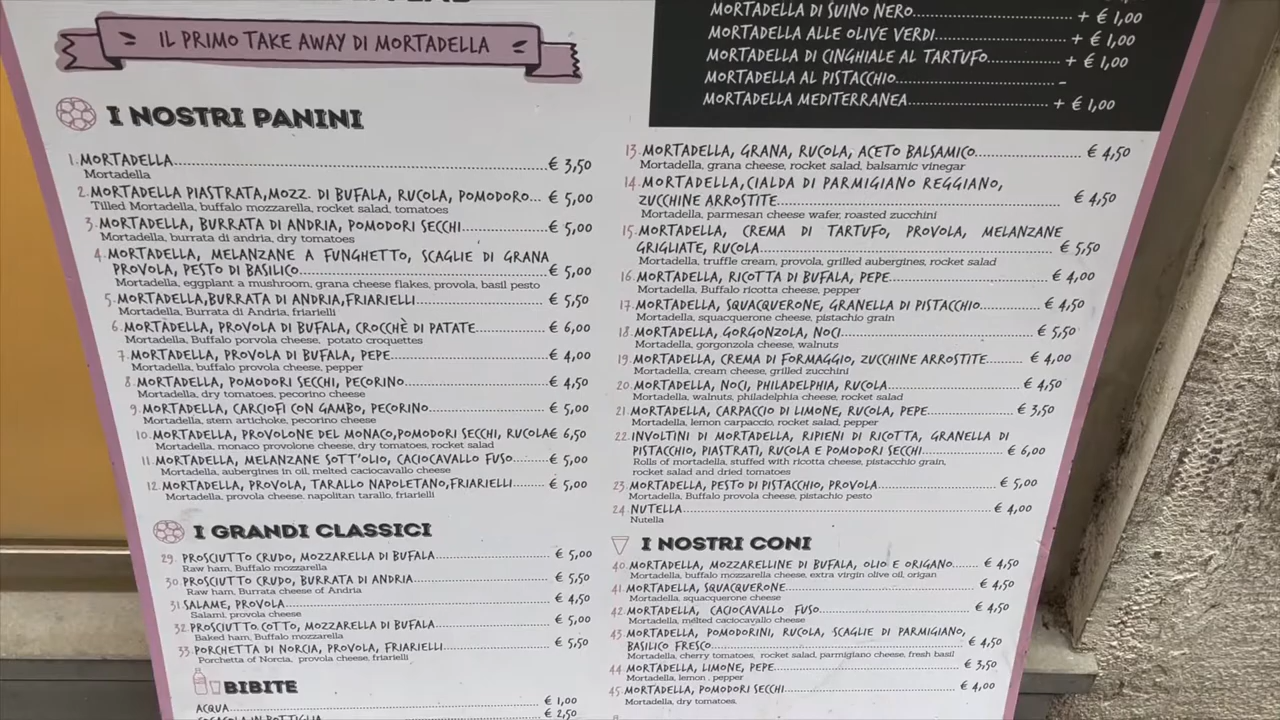 IL PRIMO TAKE AWAY DI MORTADELLA
MORTADELLA DI SUINO NERO + € 1,00
MORTADELLA ALLE OLIVE VERDI + € 1,00
MORTADELLA DI CINGHIALE AL TARTUFO + € 1,00
MORTADELLA AL PISTACCHIO –
MORTADELLA MEDITERRANEA + € 1,00
I NOSTRI PANINI
1. MORTADELLA € 3,50
Mortadella
2. MORTADELLA PIASTRATA,MOZZ. DI BUFALA, RUCOLA, POMODORO... € 5,00
Tilled Mortadella, buffalo mozzarella, rocket salad, tomatoes
3. MORTADELLA, BURRATA DI ANDRIA, POMODORI SECCHI € 5,00
Mortadella, burrata di andria, dry tomatoes
4. MORTADELLA, MELANZANE A FUNGHETTO, SCAGLIE DI GRANA
PROVOLA, PESTO DI BASILICO € 5,00
Mortadella, eggplant a mushroom, grana cheese flakes, provola, basil pesto
5. MORTADELLA,BURRATA DI ANDRIA,FRIARIELLI € 5,50
Mortadella, Burrata di Andria, friarielli
6. MORTADELLA, PROVOLA DI BUFALA, CROCCHÈ DI PATATE € 6,00
Mortadella, Buffalo porvola cheese, potato croquettes
7. MORTADELLA, PROVOLA DI BUFALA, PEPE € 4,00
Mortadella, buffalo provola cheese, pepper
8. MORTADELLA, POMODORI SECCHI, PECORINO € 4,50
Mortadella, dry tomatoes, pecorino cheese
9. MORTADELLA, CARCIOFI CON GAMBO, PECORINO € 5,00
Mortadella, stem artichoke, pecorino cheese
10. MORTADELLA, PROVOLONE DEL MONACO,POMODORI SECCHI, RUCOLA € 6,50
Mortadella, monaco provolone cheese, dry tomatoes, rocket salad
11. MORTADELLA, MELANZANE SOTT'OLIO, CACIOCAVALLO FUSO € 5,00
Mortadella, aubergines in oil, melted caciocavallo cheese
12. MORTADELLA, PROVOLA, TARALLO NAPOLETANO,FRIARIELLI € 5,00
Mortadella, provola cheese, napolitan tarallo, friarielli
13. MORTADELLA, GRANA, RUCOLA, ACETO BALSAMICO € 4,50
Mortadella, grana cheese, rocket salad, balsamic vinegar
14. MORTADELLA,CIALDA DI PARMIGIANO REGGIANO,
ZUCCHINE ARROSTITE € 4,50
Mortadella, parmesan cheese wafer, roasted zucchini
15. MORTADELLA, CREMA DI TARTUFO, PROVOLA, MELANZANE
GRIGLIATE, RUCOLA € 5,50
Mortadella, truffle cream, provola, grilled aubergines, rocket salad
16. MORTADELLA, RICOTTA DI BUFALA, PEPE € 4,00
Mortadella, Buffalo ricotta cheese, pepper
17. MORTADELLA, SQUACQUERONE, GRANELLA DI PISTACCHIO € 4,50
Mortadella, squacquerone cheese, pistachio grain
18. MORTADELLA, GORGONZOLA, NOCI € 5,50
Mortadella, gorgonzola cheese, walnuts
19. MORTADELLA, CREMA DI FORMAGGIO, ZUCCHINE ARROSTITE € 4,00
Mortadella, cream cheese, grilled zucchini
20. MORTADELLA, NOCI, PHILADELPHIA, RUCOLA € 4,50
Mortadella, walnuts, philadelphia cheese, rocket salad
21. MORTADELLA, CARPACCIO DI LIMONE, RUCOLA, PEPE € 3,50
Mortadella, lemon carpaccio, rocket salad, pepper
22. INVOLTINI DI MORTADELLA, RIPIENI DI RICOTTA, GRANELLA DI
PISTACCHIO, PIASTRATI, RUCOLA E POMODORI SECCHI € 6,00
Rolls of mortadella, stuffed with ricotta cheese, pistacchio grain,
rocket salad and dried tomatoes
23. MORTADELLA, PESTO DI PISTACCHIO, PROVOLA € 5,00
Mortadella, Buffalo provola cheese, pistachio pesto
24. NUTELLA € 4,00
Nutella
I GRANDI CLASSICI
29. PROSCIUTTO CRUDO, MOZZARELLA DI BUFALA € 5,00
Raw ham, Buffalo mozzarella
30. PROSCIUTTO CRUDO, BURRATA DI ANDRIA € 5,50
Raw ham, Burrata cheese of Andria
31. SALAME, PROVOLA € 4,50
Salami, provola cheese
32. PROSCIUTTO COTTO, MOZZARELLA DI BUFALA € 5,00
Baked ham, Buffalo mozzarella
33. PORCHETTA DI NORCIA, PROVOLA, FRIARIELLI € 5,50
Porchetta of Norcia, provola cheese, friarielli
BIBITE
ACQUA € 1,00
COCACOLA IN BOTTIGLIA € 2,50
I NOSTRI CONI
40. MORTADELLA, MOZZARELLINE DI BUFALA, OLIO E ORIGANO € 4,50
Mortadella, buffalo mozzarella cheese, extra virgin olive oil, origan
41. MORTADELLA, SQUACQUERONE € 4,50
Mortadella, squacquerone cheese
42. MORTADELLA, CACIOCAVALLO FUSO € 4,50
Mortadella, melted caciocavallo cheese
43. MORTADELLA, POMODORINI, RUCOLA, SCAGLIE DI PARMIGIANO,
BASILICO FRESCO € 4,50
Mortadella, cherry tomatoes, rocket salad, parmigiano cheese, fresh basil
44. MORTADELLA, LIMONE, PEPE € 3,50
Mortadella, lemon , pepper
45. MORTADELLA, POMODORI SECCHI € 4,00
Mortadella, dry tomatoes.